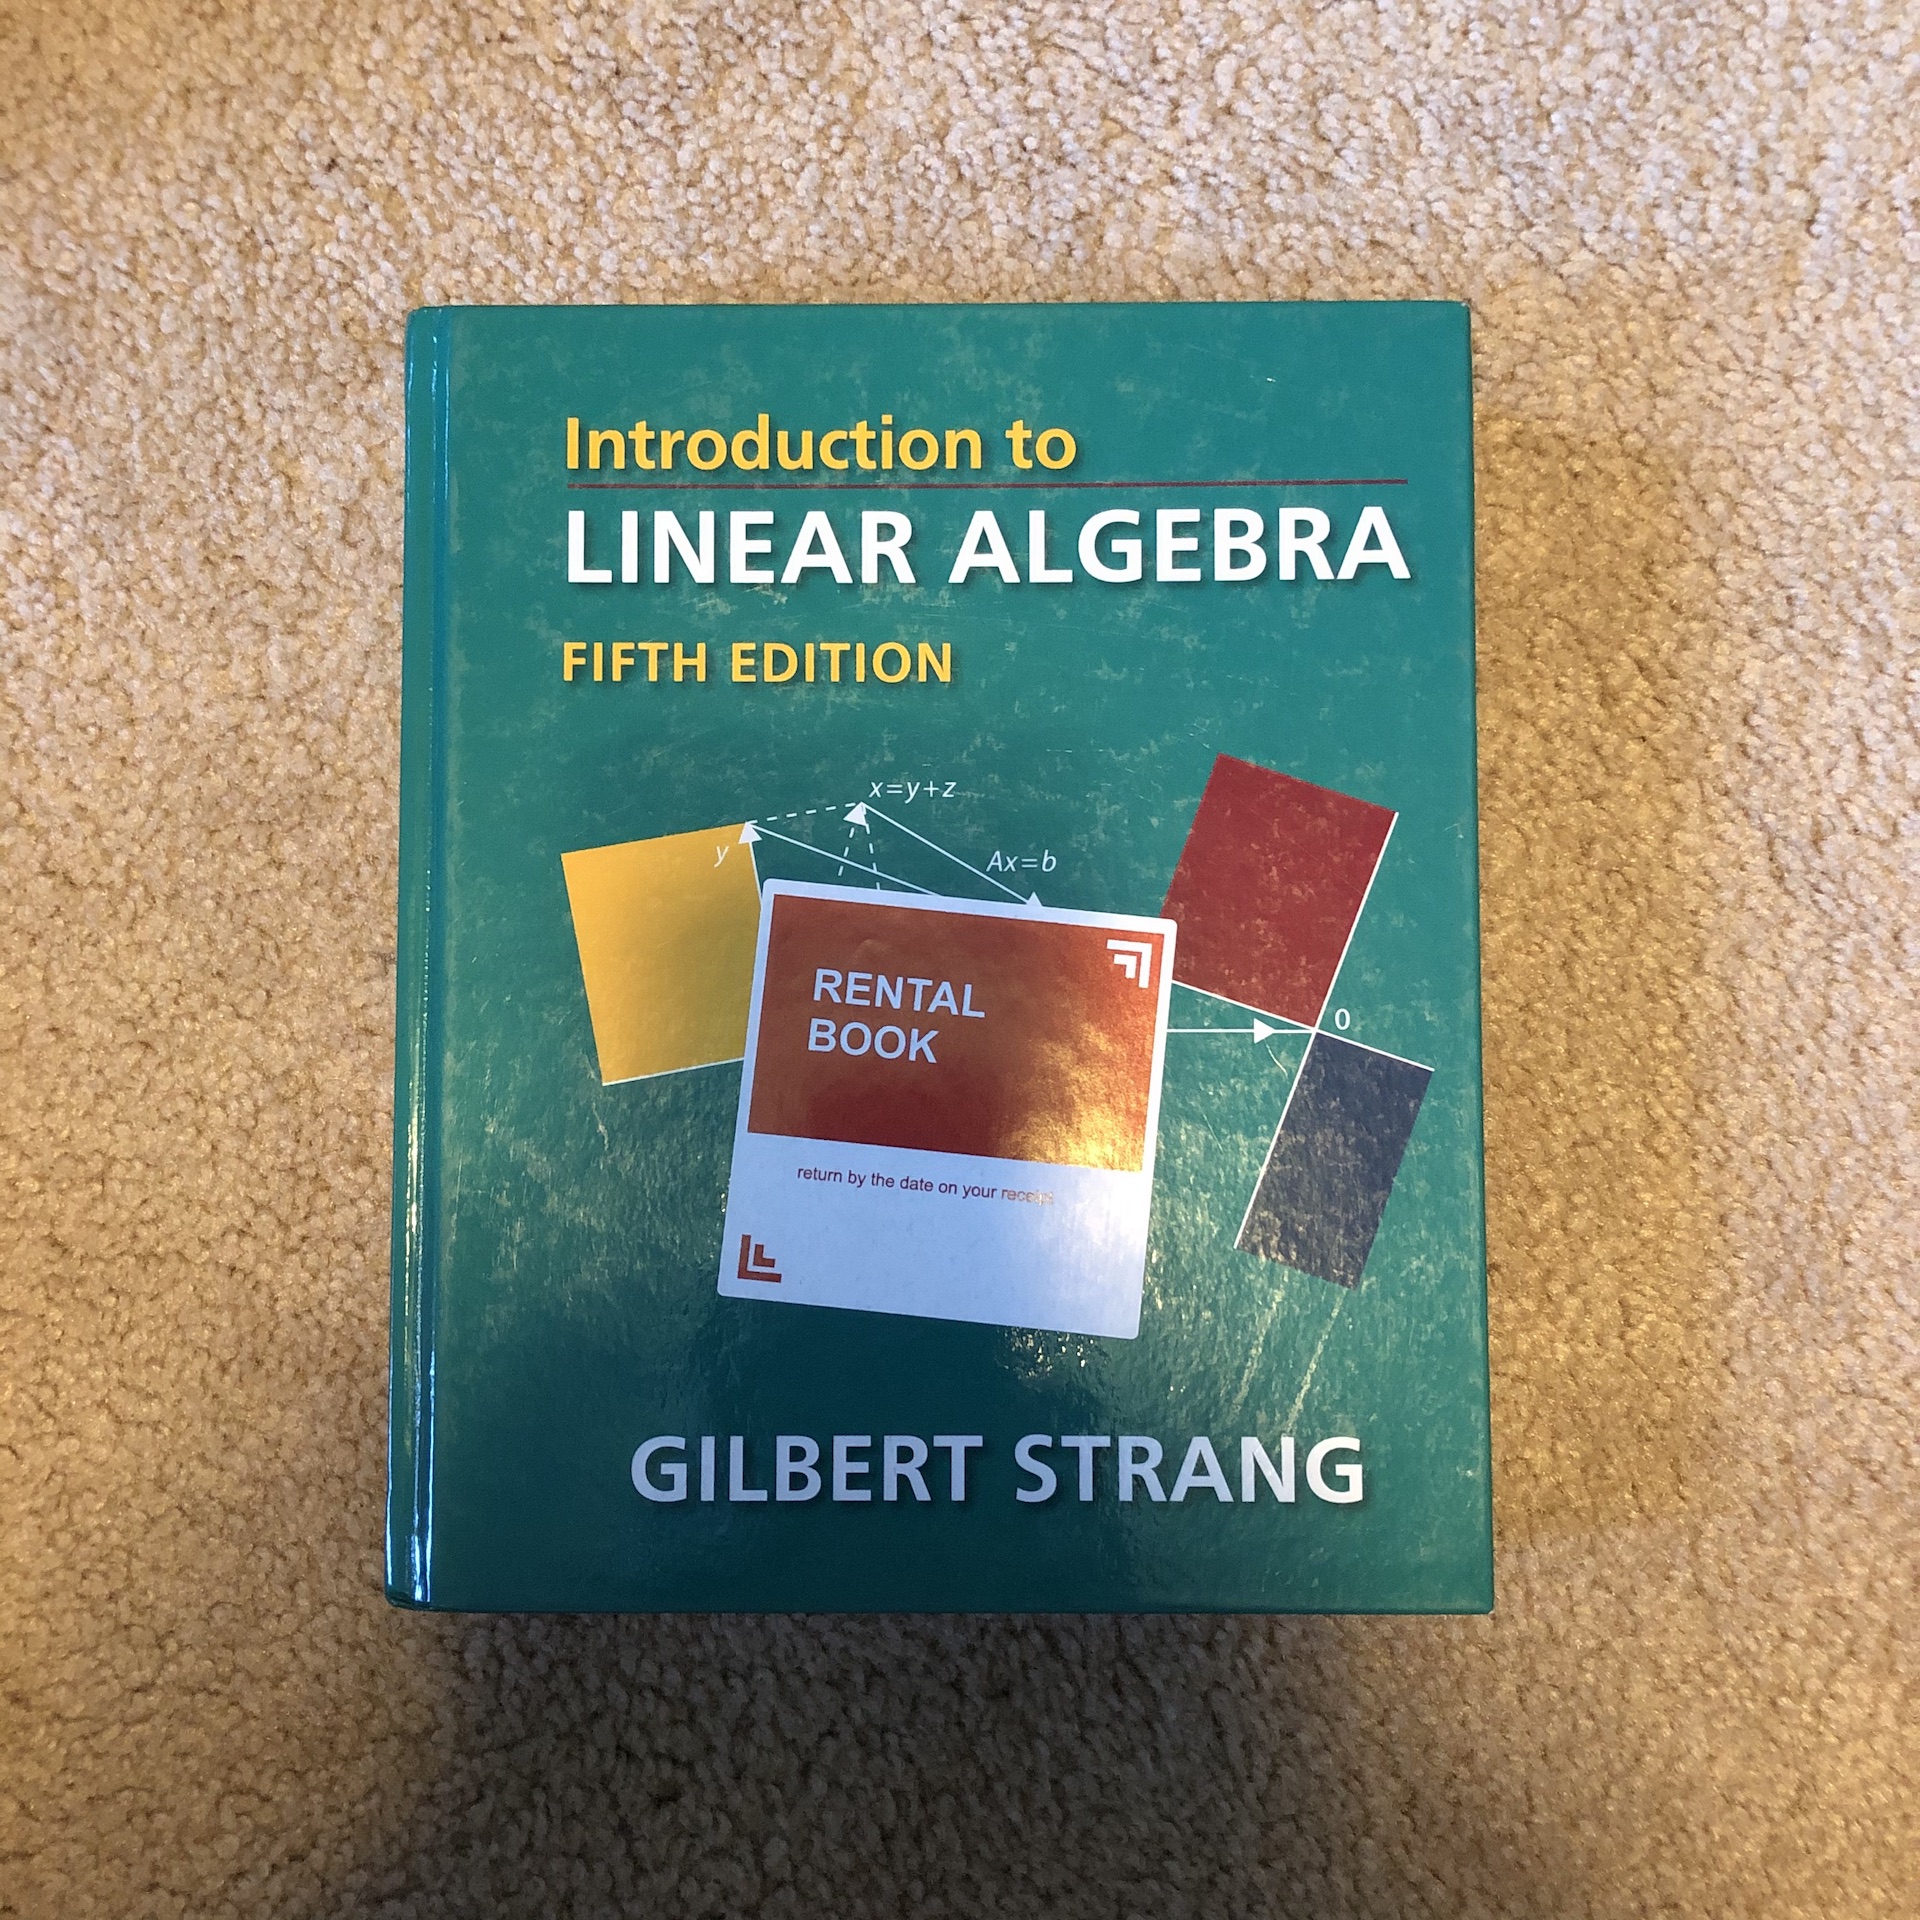 Introduction to
LINEAR ALGEBRA
FIFTH EDITION
x=y+z
y
Ax=b
RENTAL
BOOK
0
return by the date on your receipt
GILBERT STRANG